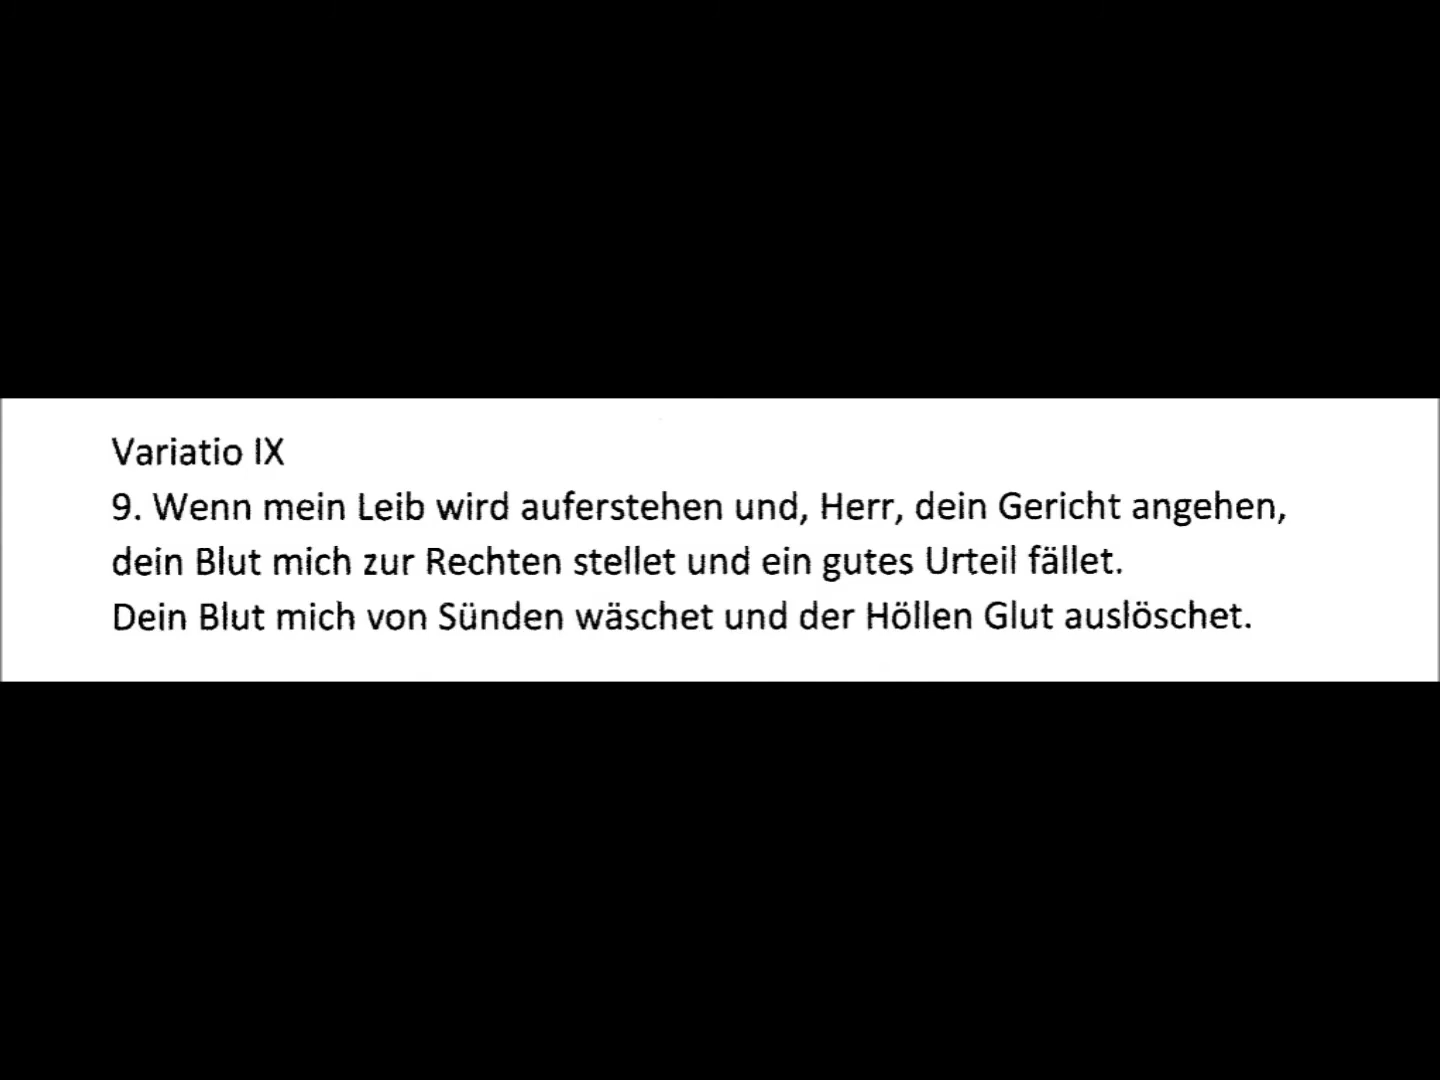 Variatio IX
9. Wenn mein Leib wird auferstehen und, Herr, dein Gericht angehen,
dein Blut mich zur Rechten stellet und ein gutes Urteil fället.
Dein Blut mich von Sünden wäschet und der Höllen Glut auslöschet.